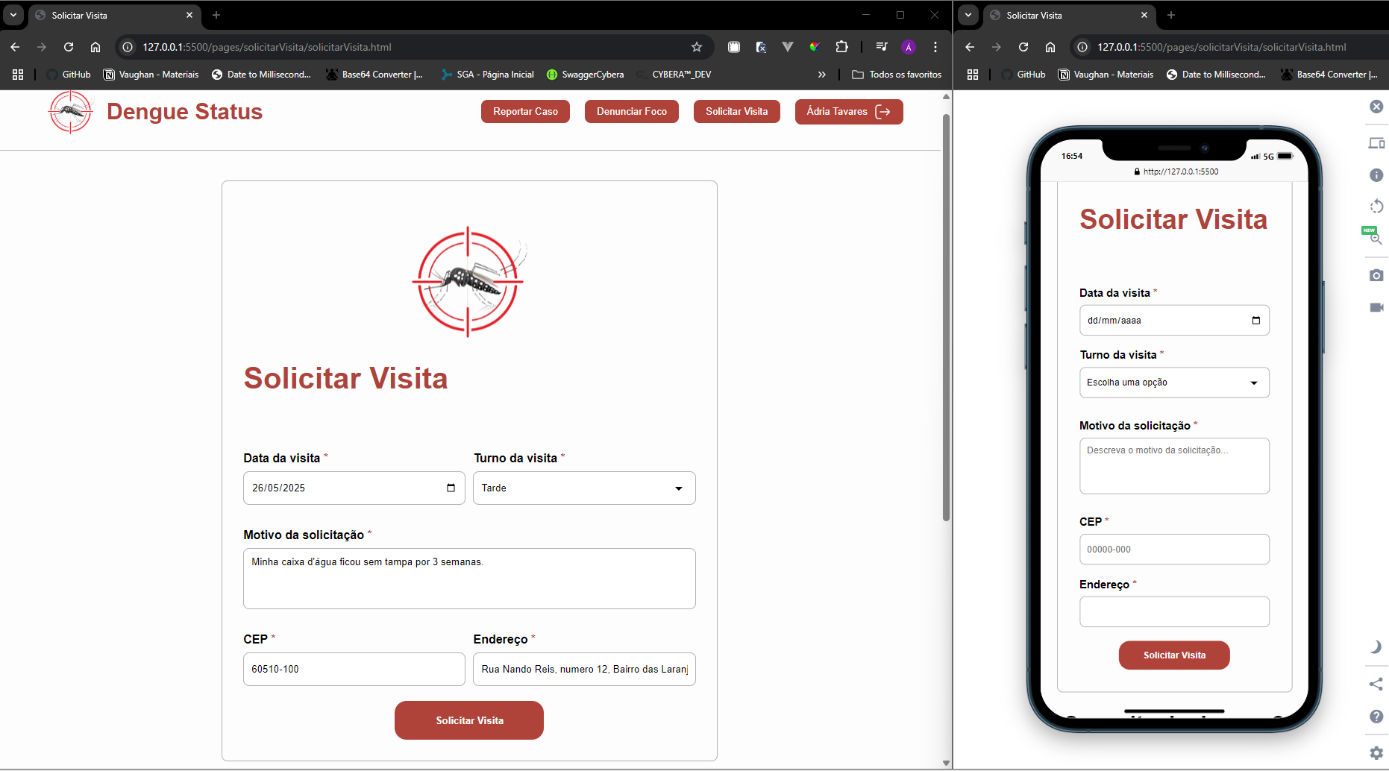 Solicitar Visita
127.0.0.1:5500/pages/solicitarVisita/solicitarVisita.html
A
GitHub
Vaughan - Materiais
Date to Millisecond...
Base64 Converter |...
SGA - Página Inicial
SwaggerCybera
CYBERA™_DEV
Todos os favoritos
Dengue Status
Reportar Caso
Denunciar Foco
Solicitar Visita
Ádria Tavares
Solicitar Visita
Data da visita *
Turno da visita *
26/05/2025
Tarde
Motivo da solicitação *
Minha caixa d'água ficou sem tampa por 3 semanas.
CEP *
Endereço *
60510-100
Rua Nando Reis, numero 12, Bairro das Laranj
Solicitar Visita
Solicitar Visita
127.0.0.1:5500/pages/solicitarVisita/solicitarVisita.html
GitHub
Vaughan - Materiais
Date to Millisecond...
Base64 Converter |...
16:54
5G
http://127.0.0.1:5500
Solicitar Visita
Data da visita *
dd/mm/aaaa
Turno da visita *
Escolha uma opção
Motivo da solicitação *
Descreva o motivo da solicitação...
CEP *
00000-000
Endereço *
Solicitar Visita
NEW